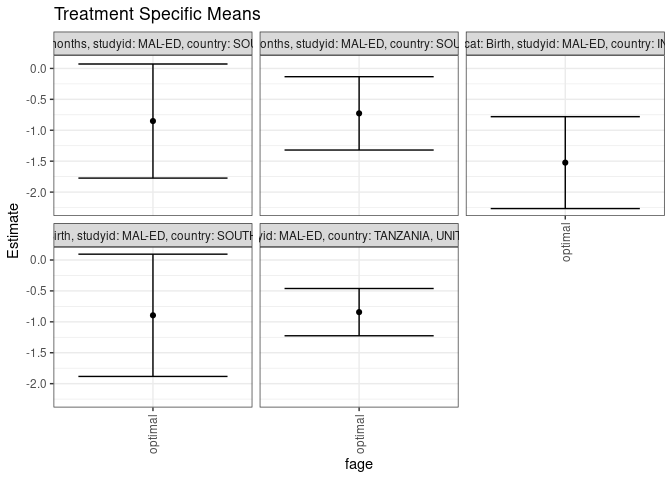 Treatment Specific Means
months, studyid: MAL-ED, country: SOU
onths, studyid: MAL-ED, country: SOU
cat: Birth, studyid: MAL-ED, country: IN
0.0
-0.5
-1.0
-1.5
-2.0
irth, studyid: MAL-ED, country: SOUTH
yid: MAL-ED, country: TANZANIA, UNIT
optimal
0.0
-0.5
-1.0
-1.5
-2.0
Estimate
optimal
optimal
fage